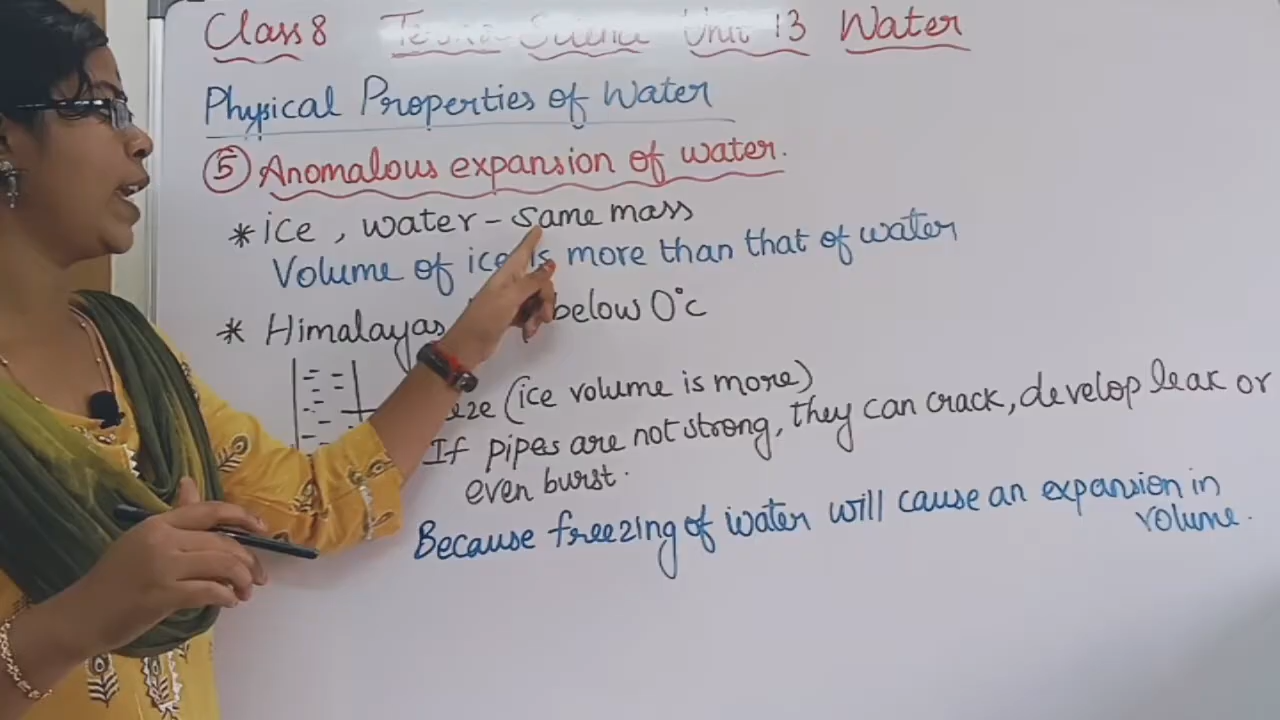 Class 8 Science Unit 13 Water
Physical Properties of Water
5 Anomalous expansion of water.
* ice, water - same mass
Volume of ice is more than that of water
* Himalayas below 0°c
(ice volume is more)
If pipes are not strong, they can crack, develop leak or
even burst.
Because freezing of water will cause an expansion in
volume.